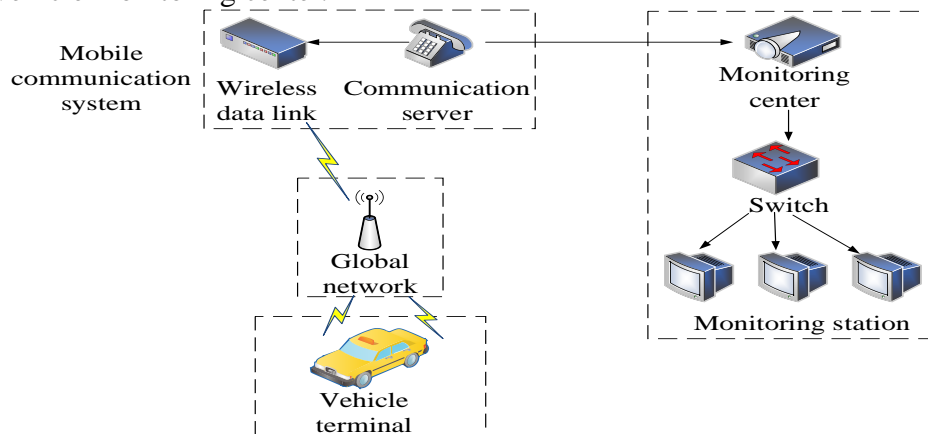 Mobile
communication
system
Wireless
data link
Communication
server
Monitoring
center
Switch
Monitoring station
Global
network
Vehicle
terminal